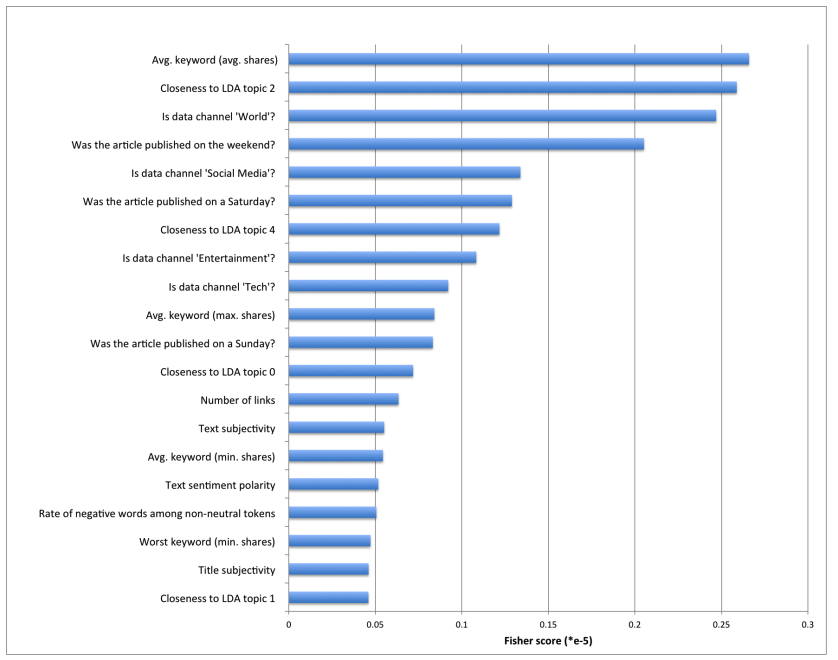 Avg. keyword (avg. shares)
Closeness to LDA topic 2
Is data channel 'World'?
Was the article published on the weekend?
Is data channel 'Social Media'?
Was the article published on a Saturday?
Closeness to LDA topic 4
Is data channel 'Entertainment'?
Is data channel 'Tech'?
Avg. keyword (max. shares)
Was the article published on a Sunday?
Closeness to LDA topic 0
Number of links
Text subjectivity
Avg. keyword (min. shares)
Text sentiment polarity
Rate of negative words among non-neutral tokens
Worst keyword (min. shares)
Title subjectivity
Closeness to LDA topic 1
0 0.05 0.1 0.15 0.2 0.25 0.3
Fisher score (*e-5)